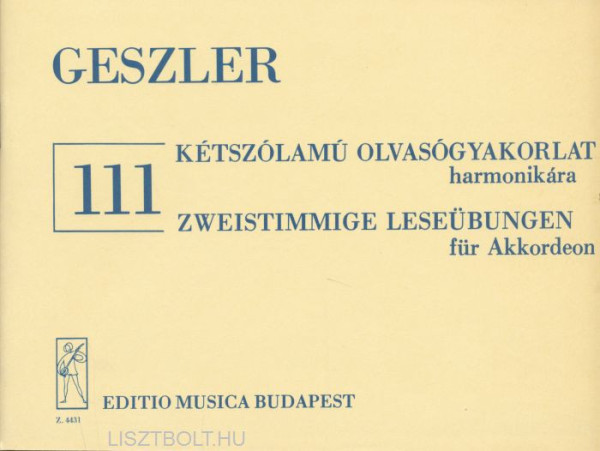 GESZLER
111
KÉTSZÓLAMÚ OLVASÓGYAKORLAT
harmonikára
ZWEISTIMMIGE LESEÜBUNGEN
für Akkordeon
EDITIO MUSICA BUDAPEST
Z. 4431
LISZTBOLT.HU